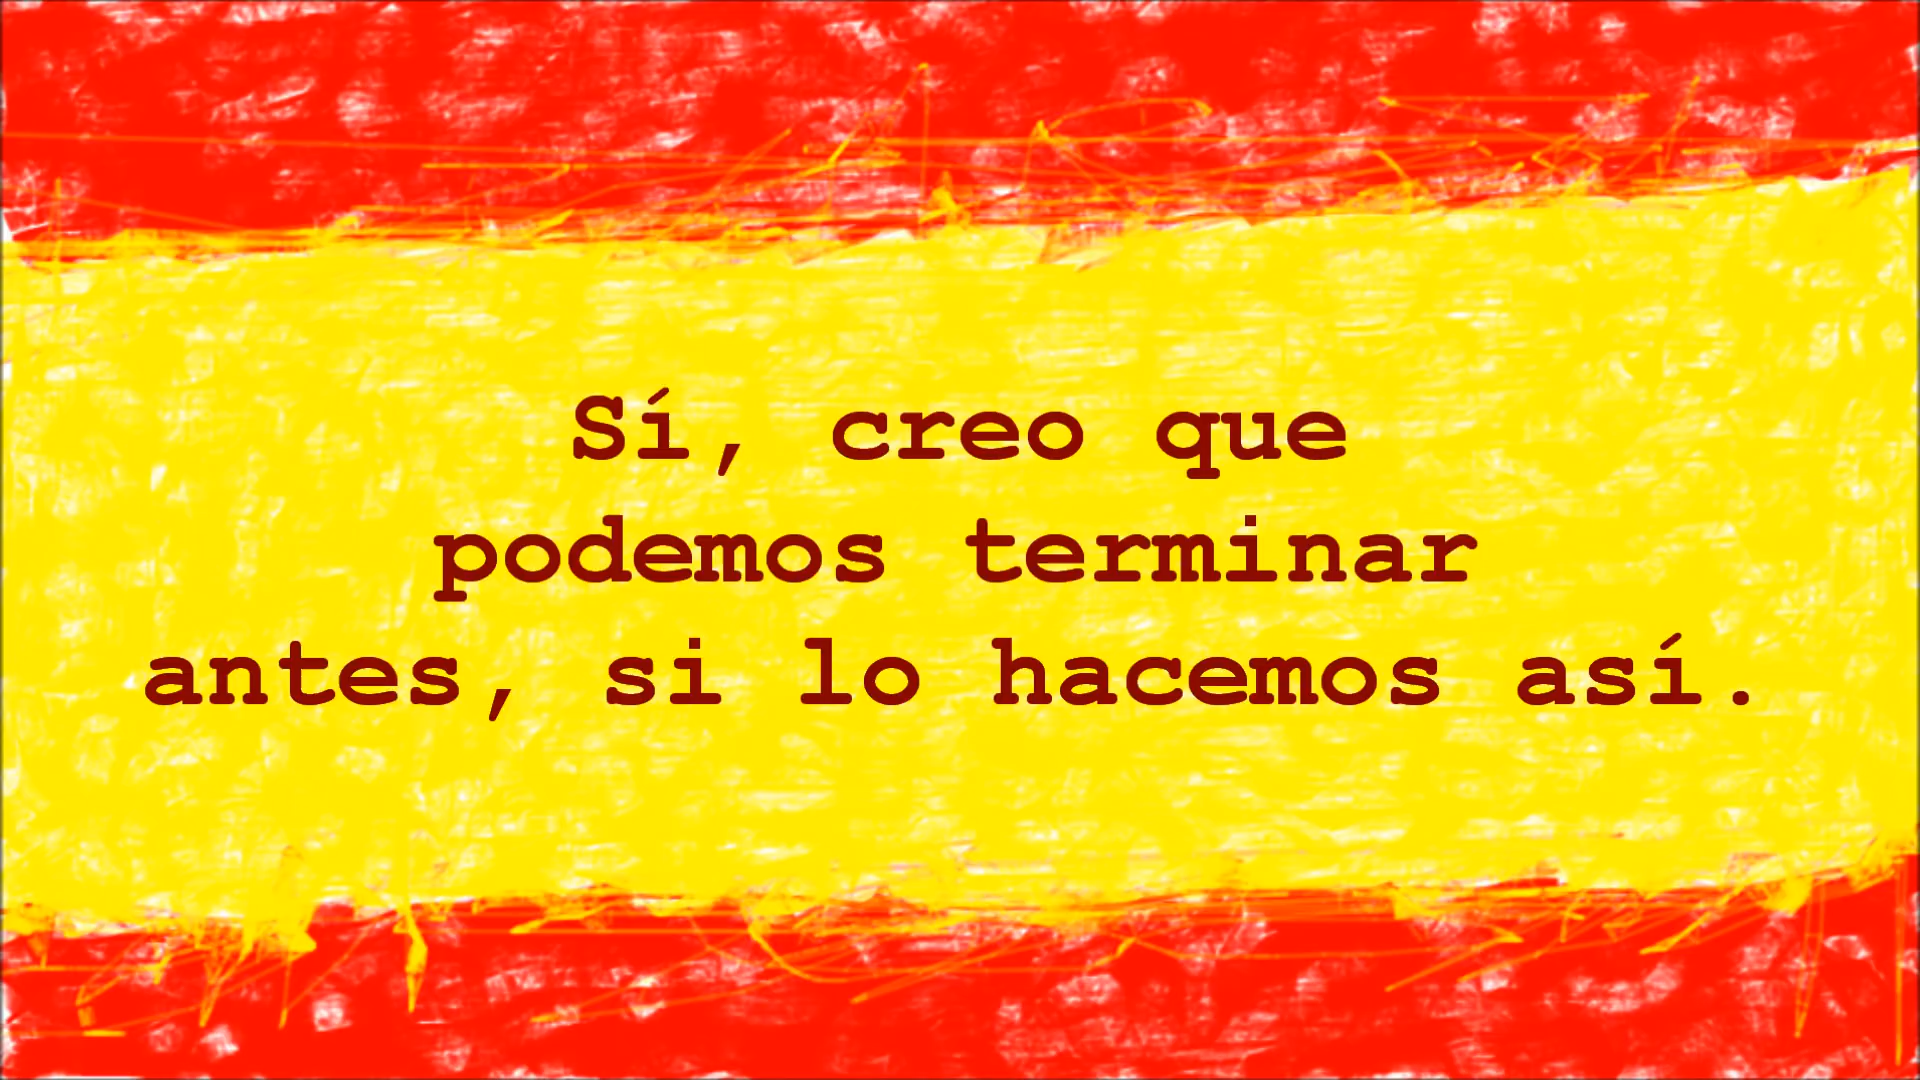 Sí, creo que
podemos terminar
antes, si lo hacemos así.